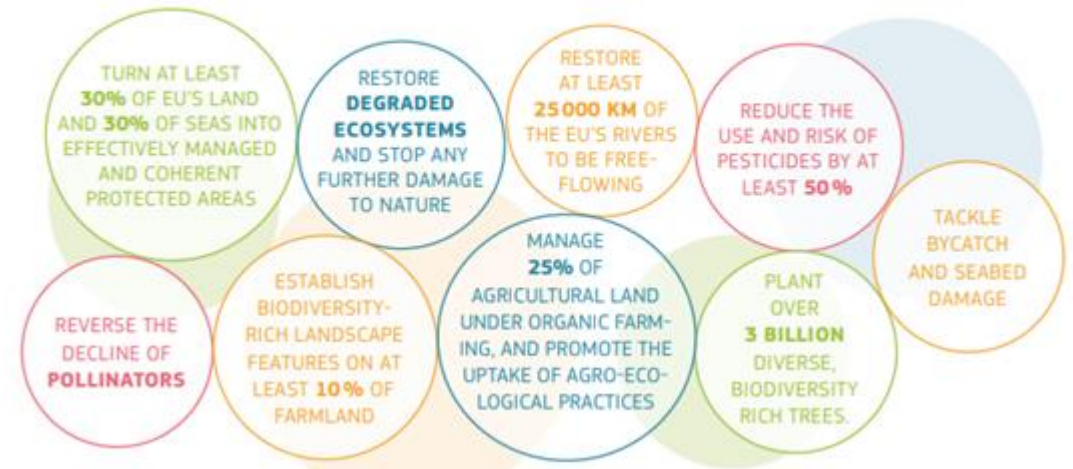 TURN AT LEAST
30% OF EU'S LAND
AND 30% OF SEAS INTO
EFFECTIVELY MANAGED
AND COHERENT
PROTECTED AREAS
RESTORE
DEGRADED
ECOSYSTEMS
AND STOP ANY
FURTHER DAMAGE
TO NATURE
RESTORE
AT LEAST
25 000 KM OF
THE EU'S RIVERS
TO BE FREE-
FLOWING
REDUCE THE
USE AND RISK OF
PESTICIDES BY AT
LEAST 50 %
TACKLE
BYCATCH
AND SEABED
DAMAGE
REVERSE THE
DECLINE OF
POLLINATORS
ESTABLISH
BIODIVERSITY-
RICH LANDSCAPE
FEATURES ON AT
LEAST 10 % OF
FARMLAND
MANAGE
25% OF
AGRICULTURAL LAND
UNDER ORGANIC FARM-
ING, AND PROMOTE THE
UPTAKE OF AGRO-ECO-
LOGICAL PRACTICES
PLANT
OVER
3 BILLION
DIVERSE,
BIODIVERSITY
RICH TREES.